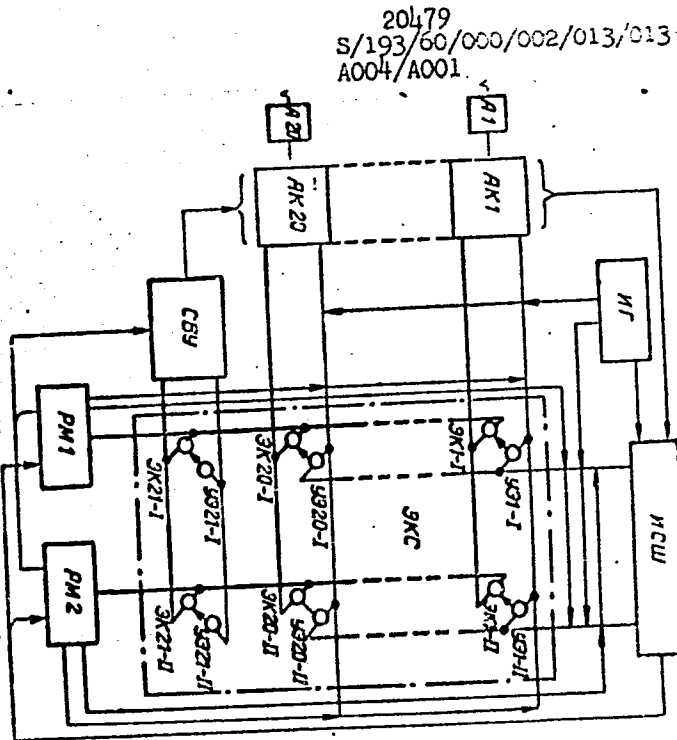 20479
S/193/60/000/002/013/013
A004/A001
А20
А1
АК20
АК1
СВУ
ИГ
РМ1
РМ2
ИСШ
ЭКС
ЭК21-I
УЭ21-I
ЭК20-I
УЭ20-I
ЭК1-I
УЭ1-I
ЭК21-II
УЭ21-II
ЭК20-II
УЭ20-II
ЭК1-II
УЭ1-II